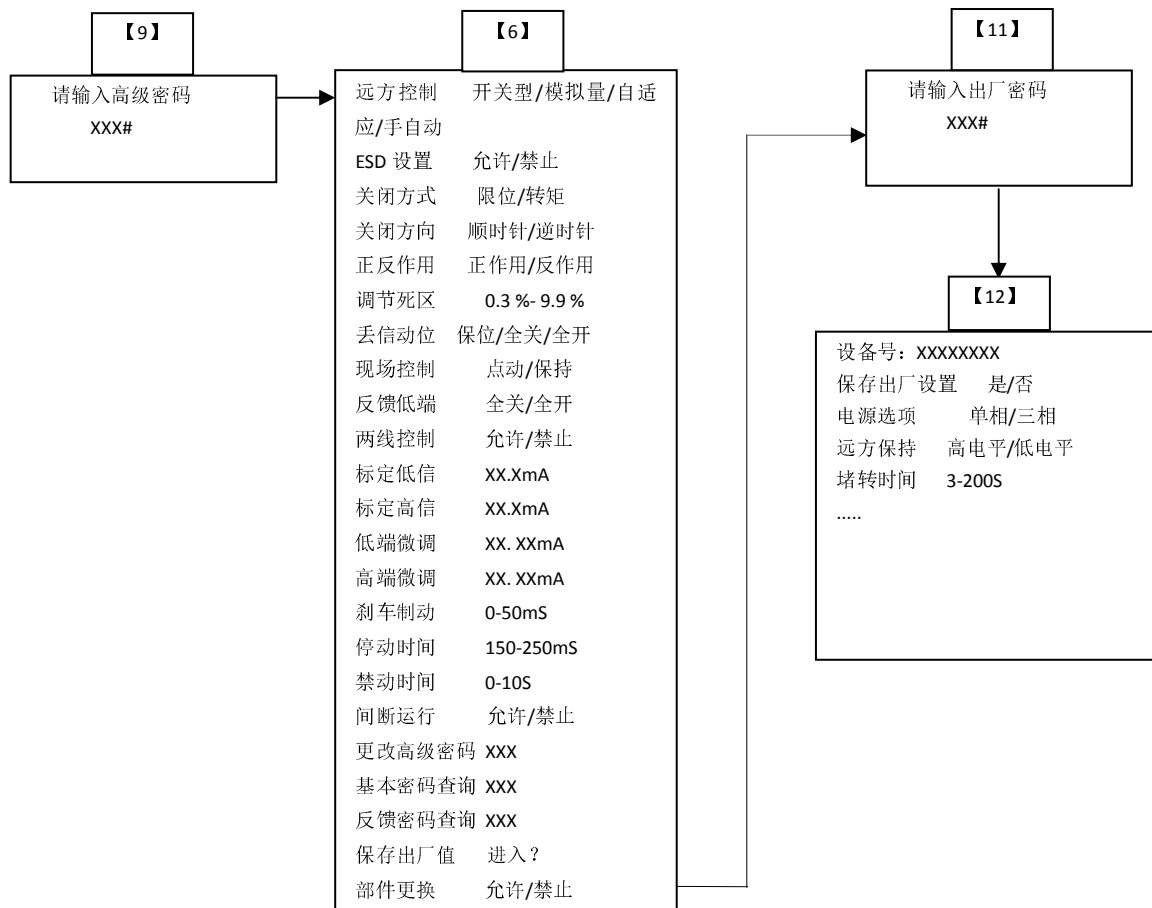 【9】
请输入高级密码
XXX#
【6】
远方控制 开关型/模拟量/自适
应/手自动
ESD 设置 允许/禁止
关闭方式 限位/转矩
关闭方向 顺时针/逆时针
正反作用 正作用/反作用
调节死区 0.3 %- 9.9 %
丢信动位 保位/全关/全开
现场控制 点动/保持
反馈低端 全关/全开
两线控制 允许/禁止
标定低信 XX.XmA
标定高信 XX.XmA
低端微调 XX. XXmA
高端微调 XX. XXmA
刹车制动 0-50mS
停动时间 150-250mS
禁动时间 0-10S
间断运行 允许/禁止
更改高级密码 XXX
基本密码查询 XXX
反馈密码查询 XXX
保存出厂值 进入？
部件更换 允许/禁止
【11】
请输入出厂密码
XXX#
【12】
设备号：XXXXXXXX
保存出厂设置 是/否
电源选项 单相/三相
远方保持 高电平/低电平
堵转时间 3-200S
.....